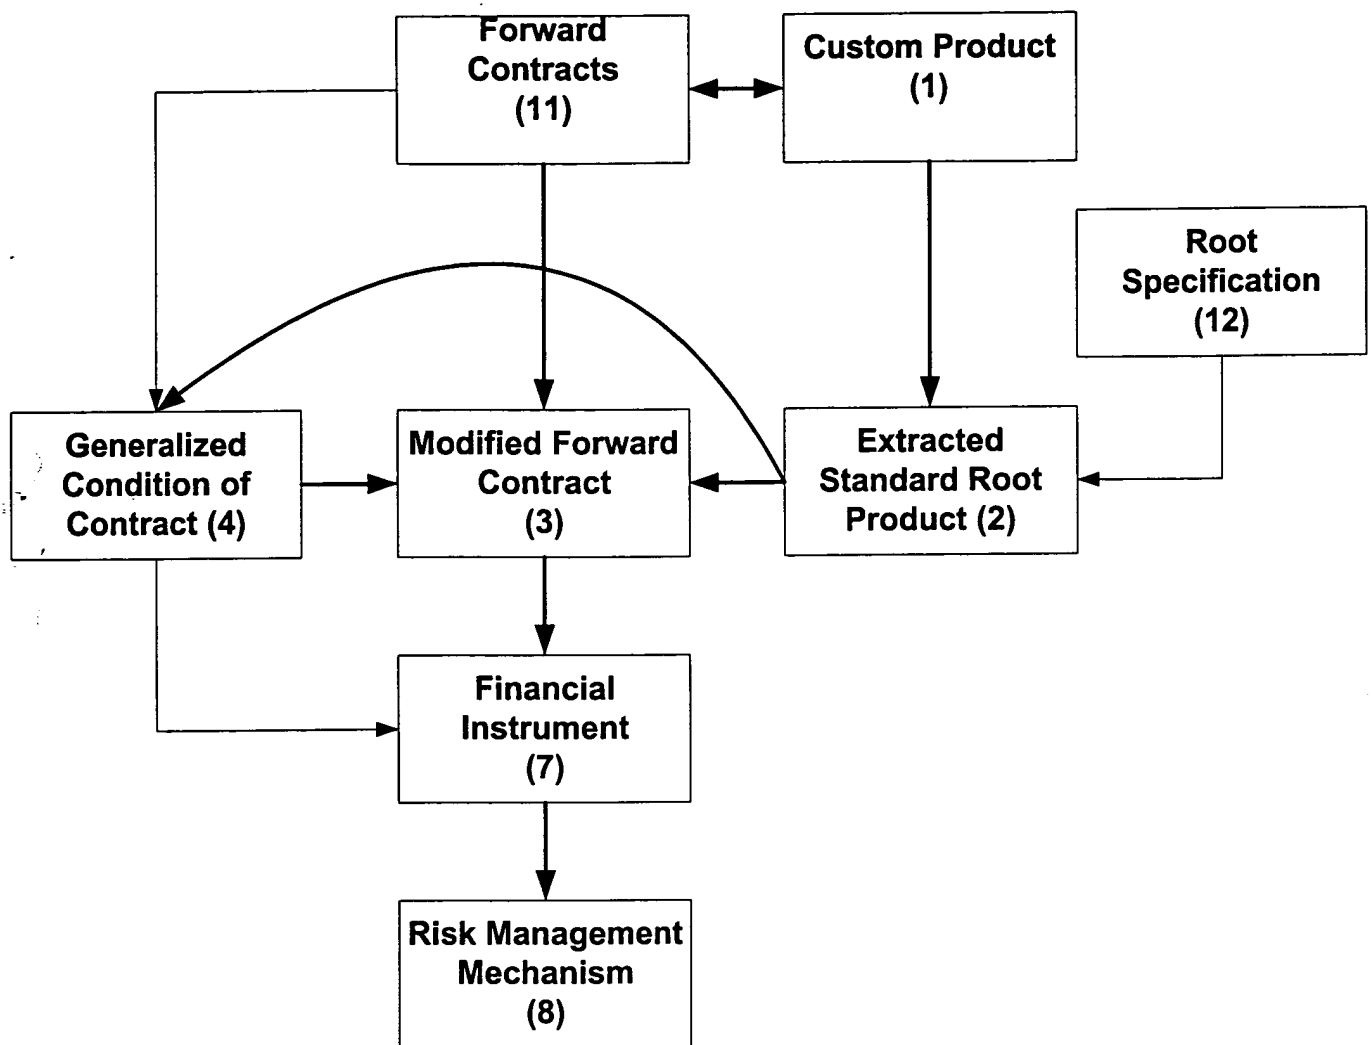 Forward
Contracts
(11)
Custom Product
(1)
Root
Specification
(12)
Generalized
Condition of
Contract (4)
Modified Forward
Contract
(3)
Extracted
Standard Root
Product (2)
Financial
Instrument
(7)
Risk Management
Mechanism
(8)